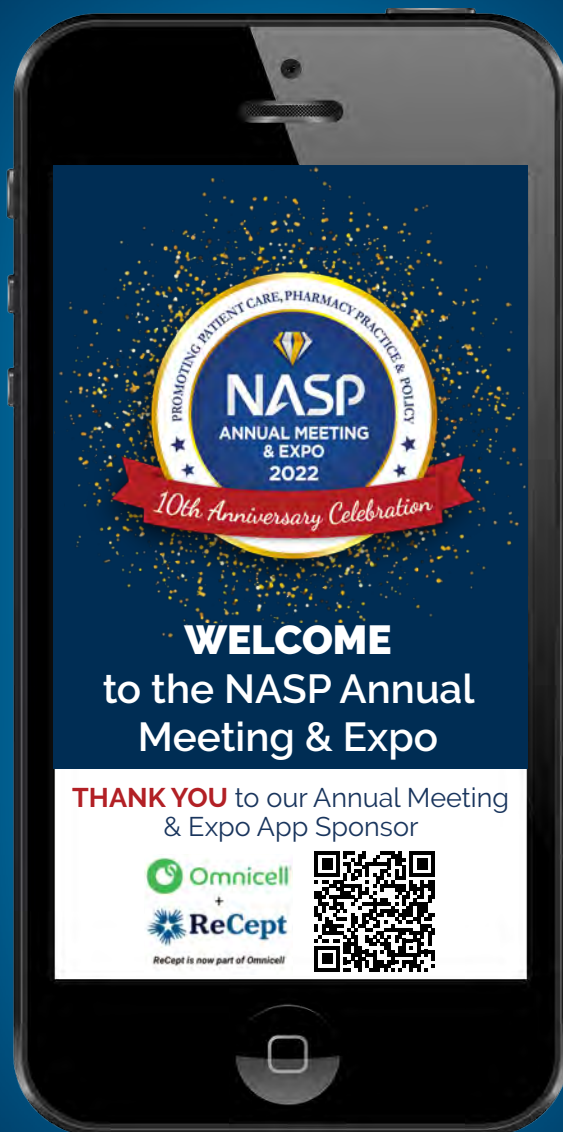 PROMOTING PATIENT CARE, PHARMACY PRACTICE & POLICY
NASP
ANNUAL MEETING
& EXPO
2022
10th Anniversary Celebration
WELCOME
to the NASP Annual
Meeting & Expo
THANK YOU to our Annual Meeting
& Expo App Sponsor
Omnicell
+
ReCept
ReCept is now part of Omnicell